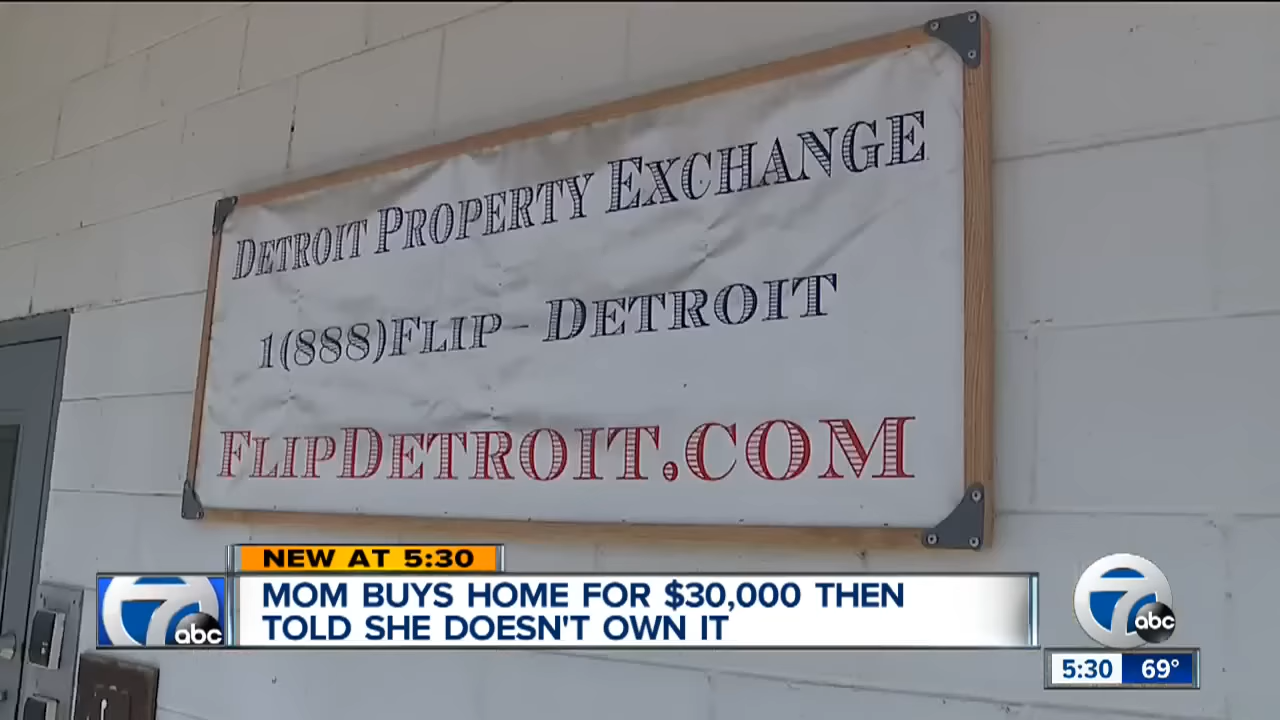 DETROIT PROPERTY EXCHANGE
1(888)FLIP-DETROIT
FLIPDETROIT.COM
NEW AT 5:30
MOM BUYS HOME FOR $30,000 THEN
TOLD SHE DOESN'T OWN IT
7 abc
7 abc
5:30 69°